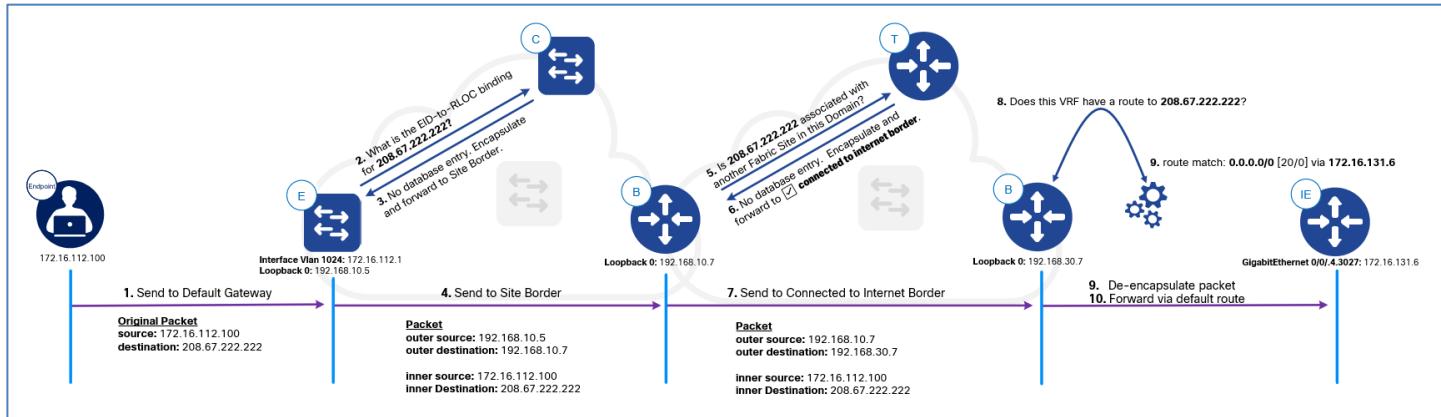 C
T
2. What is the EID-to-RLOC binding
for 208.67.222.222?
3. No database entry. Encapsulate
and forward to Site Border.
5. Is 208.67.222.222 associated with
another Fabric Site in this Domain?
6. No database entry. Encapsulate and
forward to ☑ connected to internet border.
8. Does this VRF have a route to 208.67.222.222?
9. route match: 0.0.0.0/0 [20/0] via 172.16.131.6
Endpoint
E
B
B
IE
172.16.112.100
Interface Vlan 1024: 172.16.112.1
Loopback 0: 192.168.10.5
Loopback 0: 192.168.10.7
Loopback 0: 192.168.30.7
GigabitEthernet 0/0/.4.3027: 172.16.131.6
1. Send to Default Gateway
4. Send to Site Border
7. Send to Connected to Internet Border
9. De-encapsulate packet
10. Forward via default route
Original Packet
source: 172.16.112.100
destination: 208.67.222.222
Packet
outer source: 192.168.10.5
outer destination: 192.168.10.7
inner source: 172.16.112.100
inner Destination: 208.67.222.222
Packet
outer source: 192.168.10.7
outer destination: 192.168.30.7
inner source: 172.16.112.100
inner Destination: 208.67.222.222